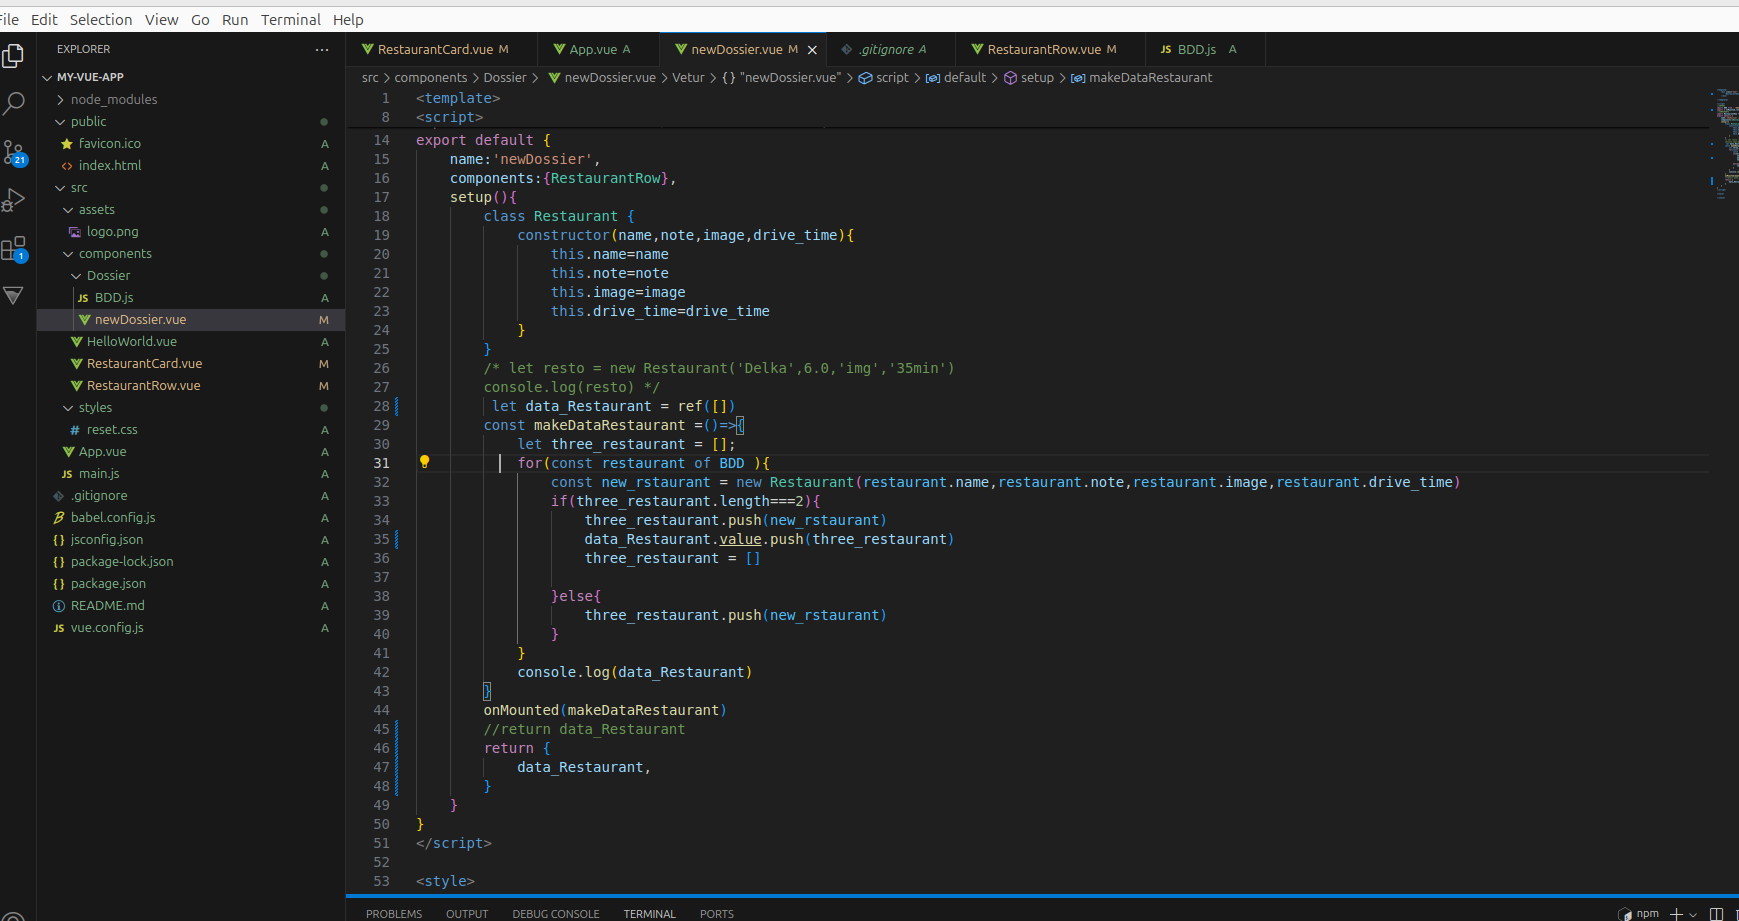 File Edit Selection View Go Run Terminal Help
EXPLORER ...
RestaurantCard.vue M App.vue A newDossier.vue M .gitignore A RestaurantRow.vue M JS BDD.js A
src > components > Dossier > newDossier.vue > Vetur > {} "newDossier.vue" > script > default > setup > makeDataRestaurant
MY-VUE-APP
node_modules
public
favicon.ico A
<> index.html A
src
assets
logo.png A
components
Dossier
JS BDD.js A
newDossier.vue M
HelloWorld.vue A
RestaurantCard.vue M
RestaurantRow.vue M
styles
# reset.css A
App.vue A
JS main.js A
.gitignore A
babel.config.js A
{} jsconfig.json A
{} package-lock.json A
{} package.json A
README.md A
JS vue.config.js A
21
1
1 <template>
8 <script>
14 export default {
15 name:'newDossier',
16 components:{RestaurantRow},
17 setup(){
18 class Restaurant {
19 constructor(name,note,image,drive_time){
20 this.name=name
21 this.note=note
22 this.image=image
23 this.drive_time=drive_time
24 }
25 }
26 /* let resto = new Restaurant('Delka',6.0,'img','35min')
27 console.log(resto) */
28 let data_Restaurant = ref([])
29 const makeDataRestaurant =()=>{
30 let three_restaurant = [];
31 for(const restaurant of BDD ){
32 const new_rstaurant = new Restaurant(restaurant.name,restaurant.note,restaurant.image,restaurant.drive_time)
33 if(three_restaurant.length===2){
34 three_restaurant.push(new_rstaurant)
35 data_Restaurant.value.push(three_restaurant)
36 three_restaurant = []
37
38 }else{
39 three_restaurant.push(new_rstaurant)
40 }
41 }
42 console.log(data_Restaurant)
43 }
44 onMounted(makeDataRestaurant)
45 //return data_Restaurant
46 return {
47 data_Restaurant,
48 }
49 }
50 }
51 </script>
52
53 <style>
PROBLEMS OUTPUT DEBUG CONSOLE TERMINAL PORTS npm